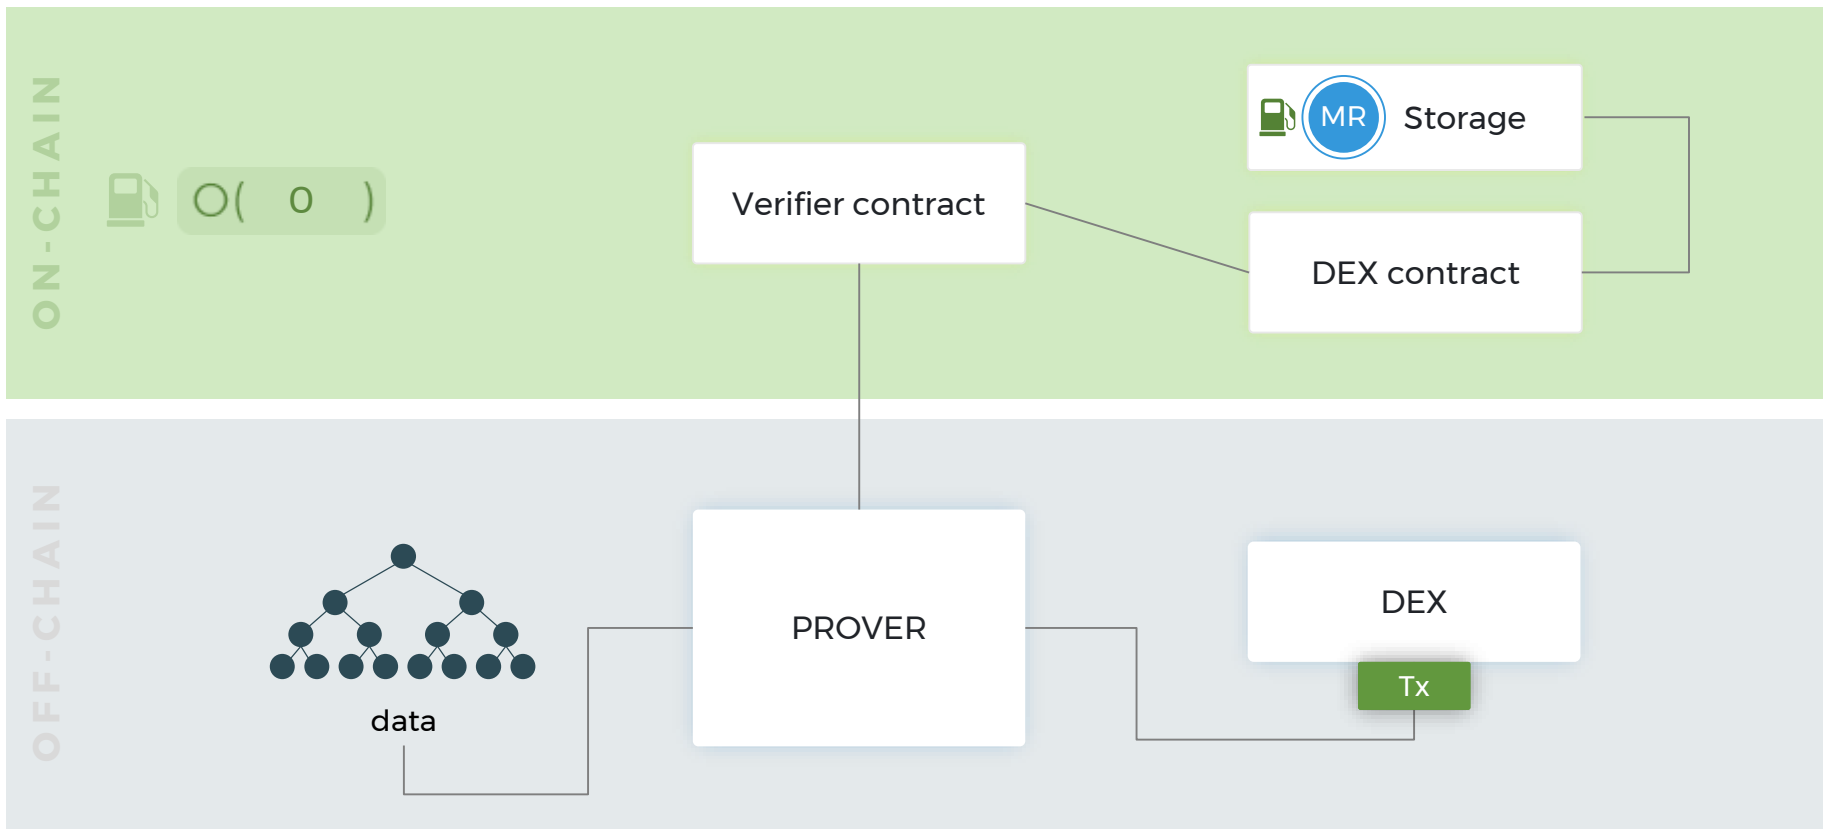 ON-CHAIN
O( 0 )
Verifier contract
MR Storage
DEX contract
OFF-CHAIN
data
PROVER
DEX
Tx